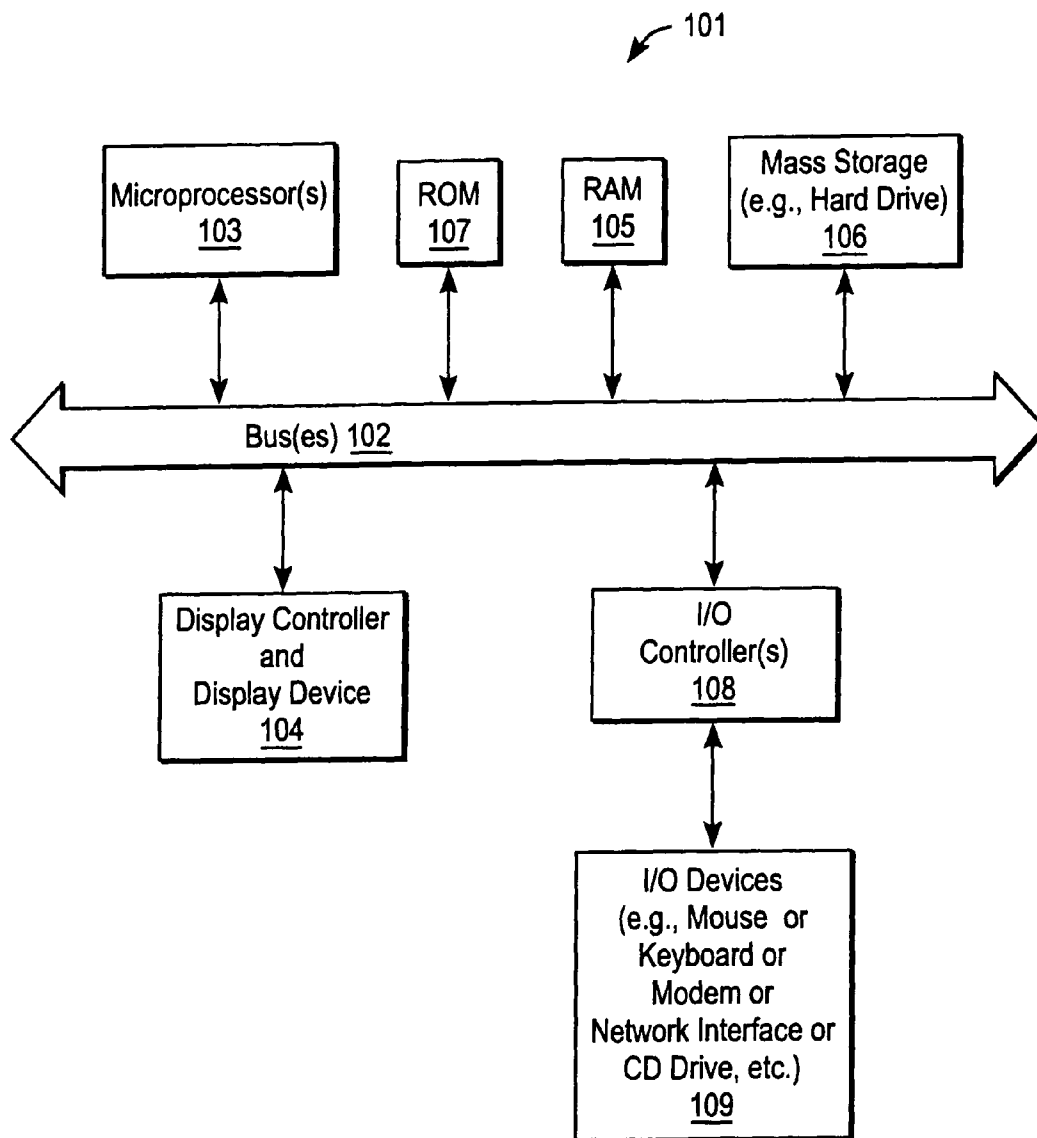 101
Microprocessor(s)
103
ROM
107
RAM
105
Mass Storage
(e.g., Hard Drive)
106
Bus(es) 102
Display Controller
and
Display Device
104
I/O
Controller(s)
108
I/O Devices
(e.g., Mouse or
Keyboard or
Modem or
Network Interface or
CD Drive, etc.)
109